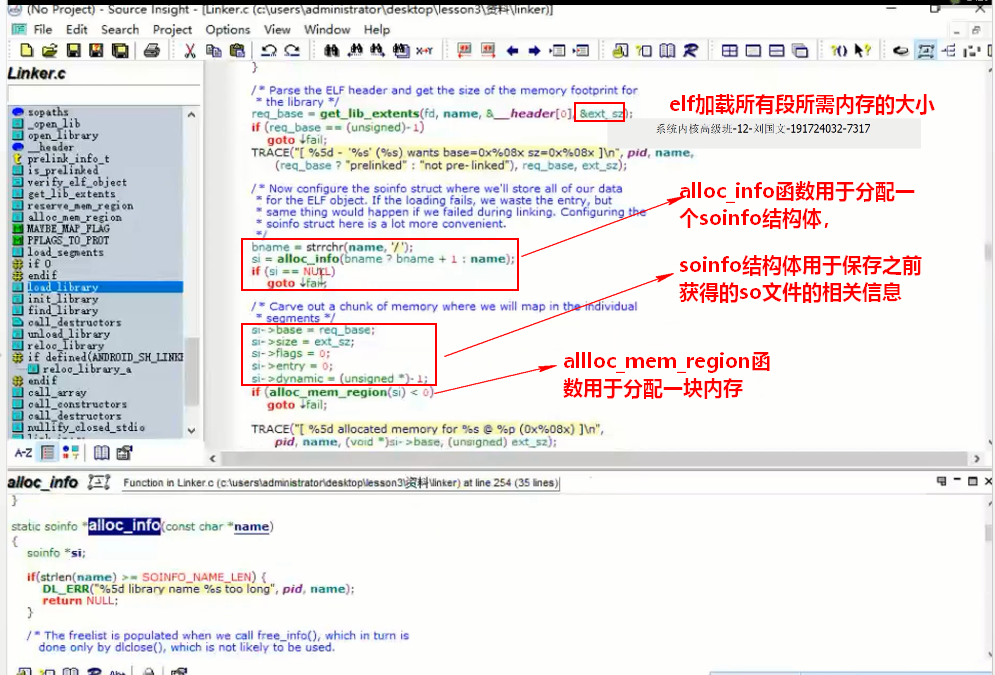 (No Project) - Source Insight - [Linker.c (c:\users\administrator\desktop\lesson3\资料\linker)]
File Edit Search Project Options View Window Help
Linker.c
sopaths
_open_lib
open_library
__header
prelink_info_t
is_prelinked
verify_elf_object
get_lib_extents
reserve_mem_region
alloc_mem_region
MAYBE_MAP_FLAG
PFLAGS_TO_PROT
load_segments
if 0
endif
load_library
init_library
find_library
call_destructors
unload_library
reloc_library
if defined(ANDROID_SH_LINKE
reloc_library_a
endif
call_array
call_constructors
call_destructors
nullify_closed_stdio
A-Z
}
/* Parse the ELF header and get the size of the memory footprint for
* the library */
req_base = get_lib_extents(fd, name, &__header[0], &ext_sz);
if (req_base == (unsigned)-1)
goto ↓fail;
TRACE("[ %5d - '%s' (%s) wants base=0x%08x sz=0x%08x ]\n", pid, name,
(req_base ? "prelinked" : "not pre-linked"), req_base, ext_sz);
/* Now configure the soinfo struct where we'll store all of our data
* for the ELF object. If the loading fails, we waste the entry, but
* same thing would happen if we failed during linking. Configuring the
* soinfo struct here is a lot more convenient.
*/
bname = strrchr(name, '/');
si = alloc_info(bname ? bname + 1 : name);
if (si == NULL)
goto ↓fail;
/* Carve out a chunk of memory where we will map in the individual
* segments */
si->base = req_base;
si->size = ext_sz;
si->flags = 0;
si->entry = 0;
si->dynamic = (unsigned *)-1;
if (alloc_mem_region(si) < 0)
goto ↓fail;
TRACE("[ %5d allocated memory for %s @ %p (0x%08x) ]\n",
pid, name, (void *)si->base, (unsigned) ext_sz);
elf加载所有段所需内存的大小
系统内核高级班-12-刘国文-191724032-7317
alloc_info函数用于分配一
个soinfo结构体，
soinfo结构体用于保存之前
获得的so文件的相关信息
allloc_mem_region函
数用于分配一块内存
alloc_info Function in Linker.c (c:\users\administrator\desktop\lesson3\资料\linker) at line 254 (35 lines)
}
static soinfo *alloc_info(const char *name)
{
soinfo *si;
if(strlen(name) >= SOINFO_NAME_LEN) {
DL_ERR("%5d library name %s too long", pid, name);
return NULL;
}
/* The freelist is populated when we call free_info(), which in turn is
done only by dlclose(), which is not likely to be used.